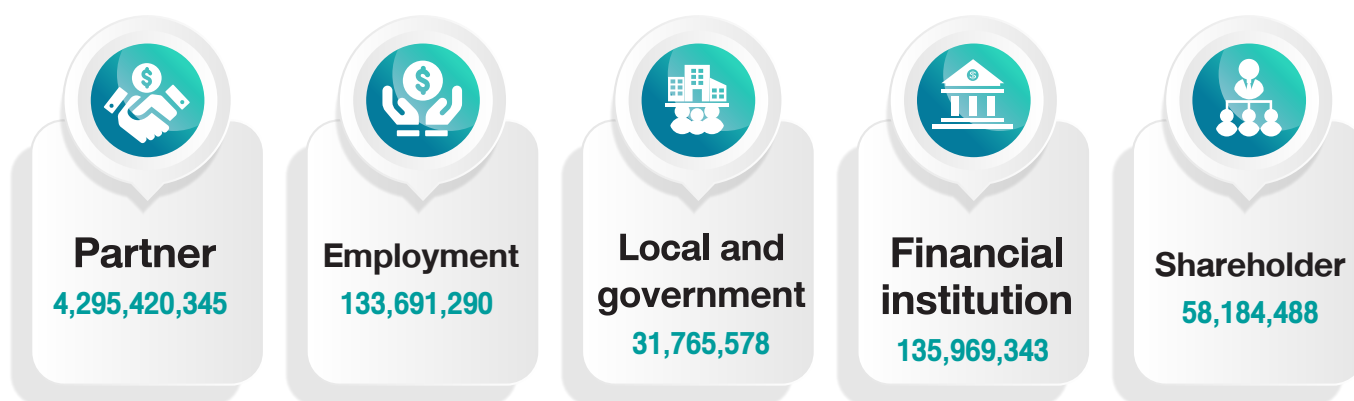 Partner
4,295,420,345
Employment
133,691,290
Local and
government
31,765,578
Financial
institution
135,969,343
Shareholder
58,184,488